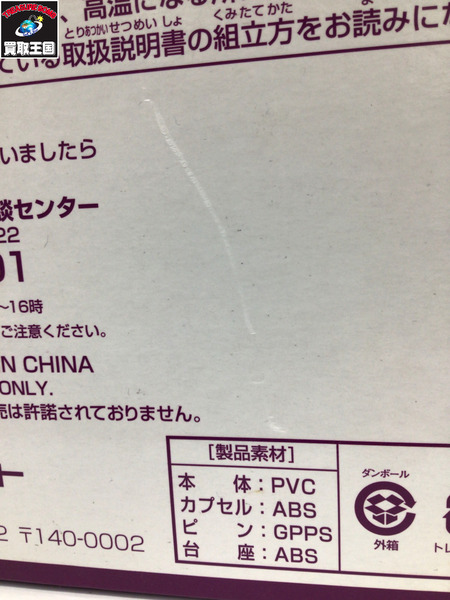 買取王国
、高温になる所
とりあつかいせつめいしょ くみたてかた
ている取扱説明書の組立方をお読みにな
いましたら
談センター
22
01
～16時
ご注意ください。
IN CHINA
ONLY.
売は許諾されておりません。
[製品素材]
本体:PVC
カプセル:ABS
ピン:GPPS
台座:ABS
ダンボール
外箱
トレ
2 〒140-0002